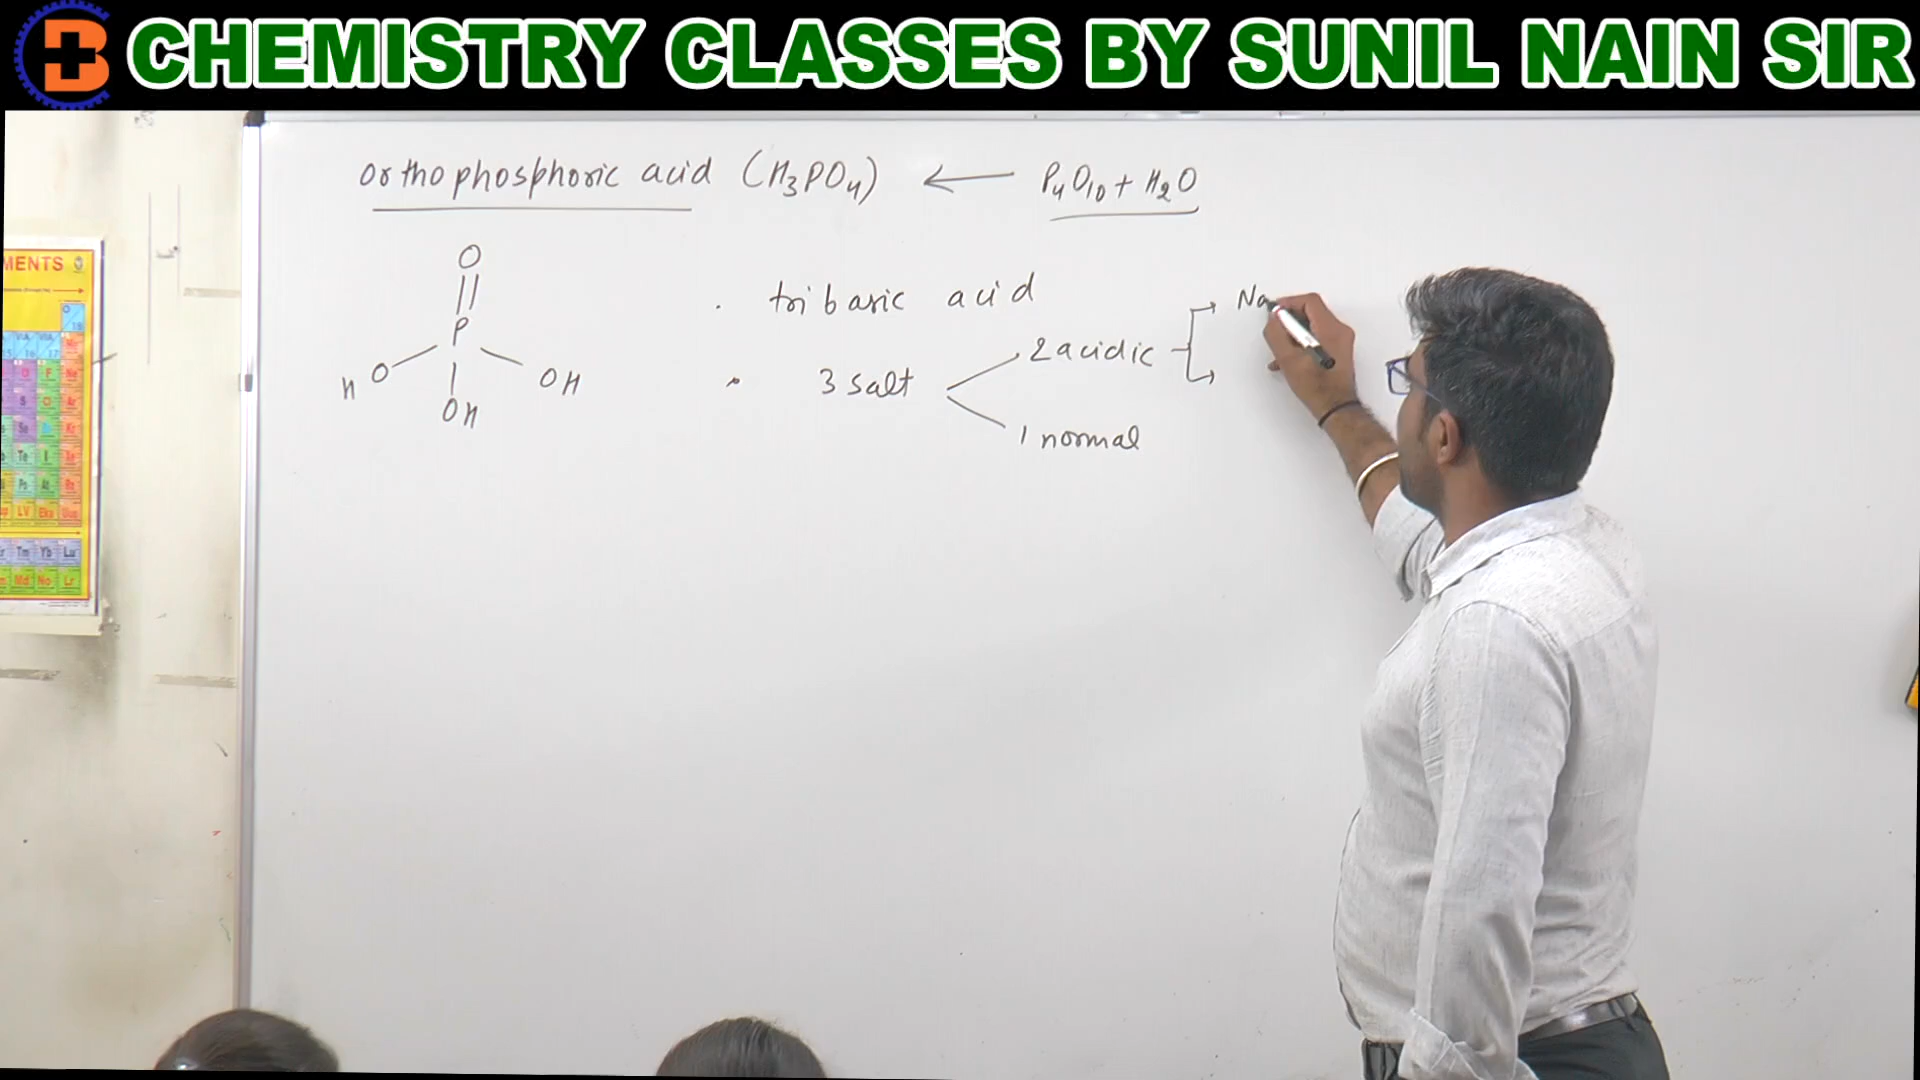 CHEMISTRY CLASSES BY SUNIL NAIN SIR
Orthophosphoric acid (H3PO4) ← P4O10 + H2O
O
P
H O
OH
OH
. tribasic acid
• 3 salt
2 acidic
Na
1 normal
MENTS